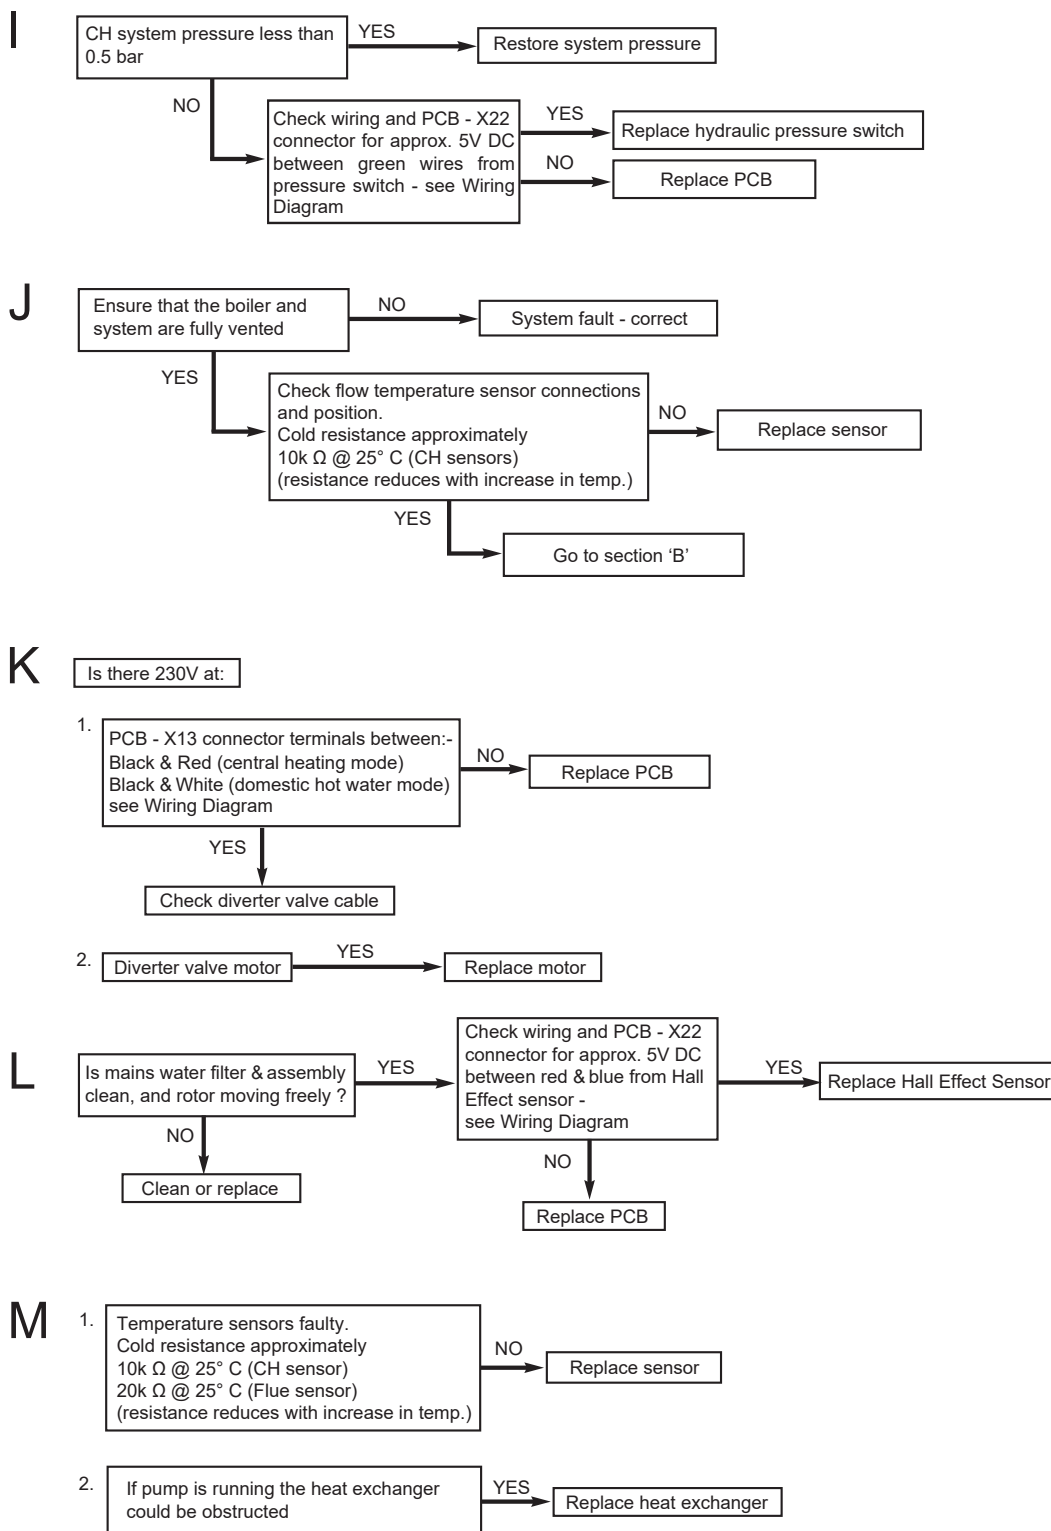 I
CH system pressure less than
0.5 bar
YES
Restore system pressure
NO
Check wiring and PCB - X22
connector for approx. 5V DC
between green wires from
pressure switch - see Wiring
Diagram
YES
Replace hydraulic pressure switch
NO
Replace PCB
J
Ensure that the boiler and
system are fully vented
NO
System fault - correct
YES
Check flow temperature sensor connections
and position.
Cold resistance approximately
10k Ω @ 25° C (CH sensors)
(resistance reduces with increase in temp.)
NO
Replace sensor
YES
Go to section ‘B’
K
Is there 230V at:
1.
PCB - X13 connector terminals between:-
Black & Red (central heating mode)
Black & White (domestic hot water mode)
see Wiring Diagram
NO
Replace PCB
YES
Check diverter valve cable
2.
Diverter valve motor
YES
Replace motor
L
Is mains water filter & assembly
clean, and rotor moving freely ?
YES
Check wiring and PCB - X22
connector for approx. 5V DC
between red & blue from Hall
Effect sensor -
see Wiring Diagram
YES
Replace Hall Effect Sensor
NO
Clean or replace
NO
Replace PCB
M
1.
Temperature sensors faulty.
Cold resistance approximately
10k Ω @ 25° C (CH sensor)
20k Ω @ 25° C (Flue sensor)
(resistance reduces with increase in temp.)
NO
Replace sensor
2.
If pump is running the heat exchanger
could be obstructed
YES
Replace heat exchanger